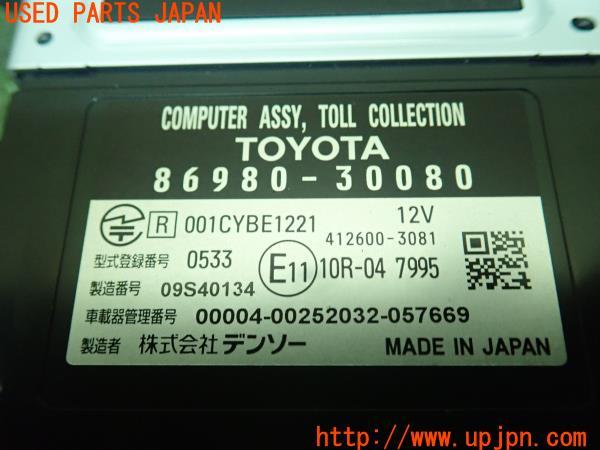 USED PARTS JAPAN
COMPUTER ASSY, TOLL COLLECTION
TOYOTA
86980-30080
R 001CYBE1221 12V
412600-3081
型式登録番号 0533 E11 10R-04 7995
製造番号 09S40134
車載器管理番号 00004-00252032-057669
製造者 株式会社 デンソー MADE IN JAPAN
UPJ http://www.upjpn.com